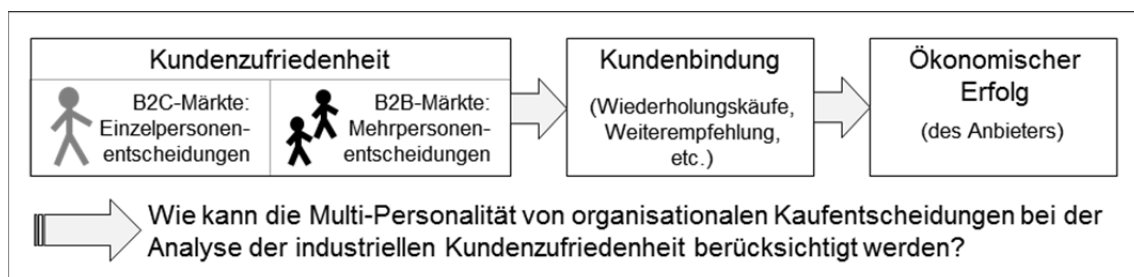 Kundenzufriedenheit
B2C-Märkte:
Einzelpersonen-
entscheidungen
B2B-Märkte:
Mehrpersonen-
entscheidungen
Kundenbindung
(Wiederholungskäufe,
Weiterempfehlung,
etc.)
Ökonomischer
Erfolg
(des Anbieters)
Wie kann die Multi-Personalität von organisationalen Kaufentscheidungen bei der
Analyse der industriellen Kundenzufriedenheit berücksichtigt werden?